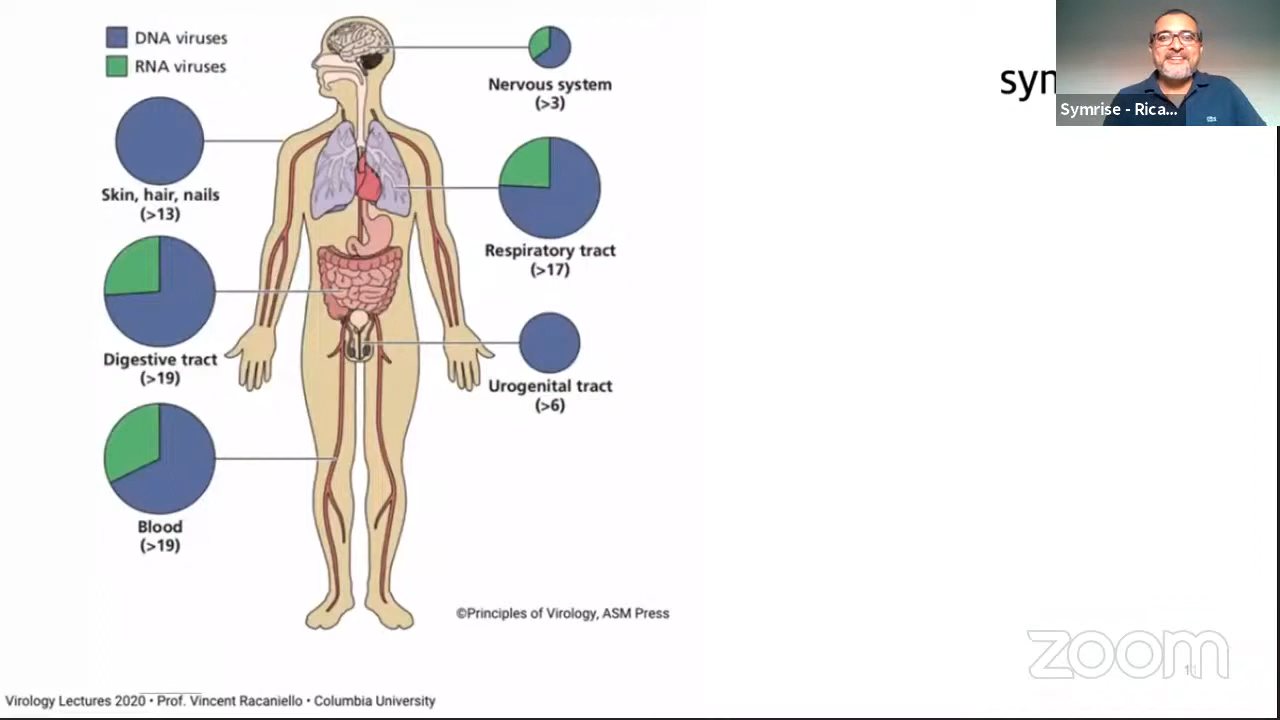 DNA viruses
RNA viruses
Nervous system
(>3)
Skin, hair, nails
(>13)
Respiratory tract
(>17)
Digestive tract
(>19)
Urogenital tract
(>6)
Blood
(>19)
©Principles of Virology, ASM Press
Virology Lectures 2020 • Prof. Vincent Racaniello • Columbia University
sym
Symrise - Rica...
zoom